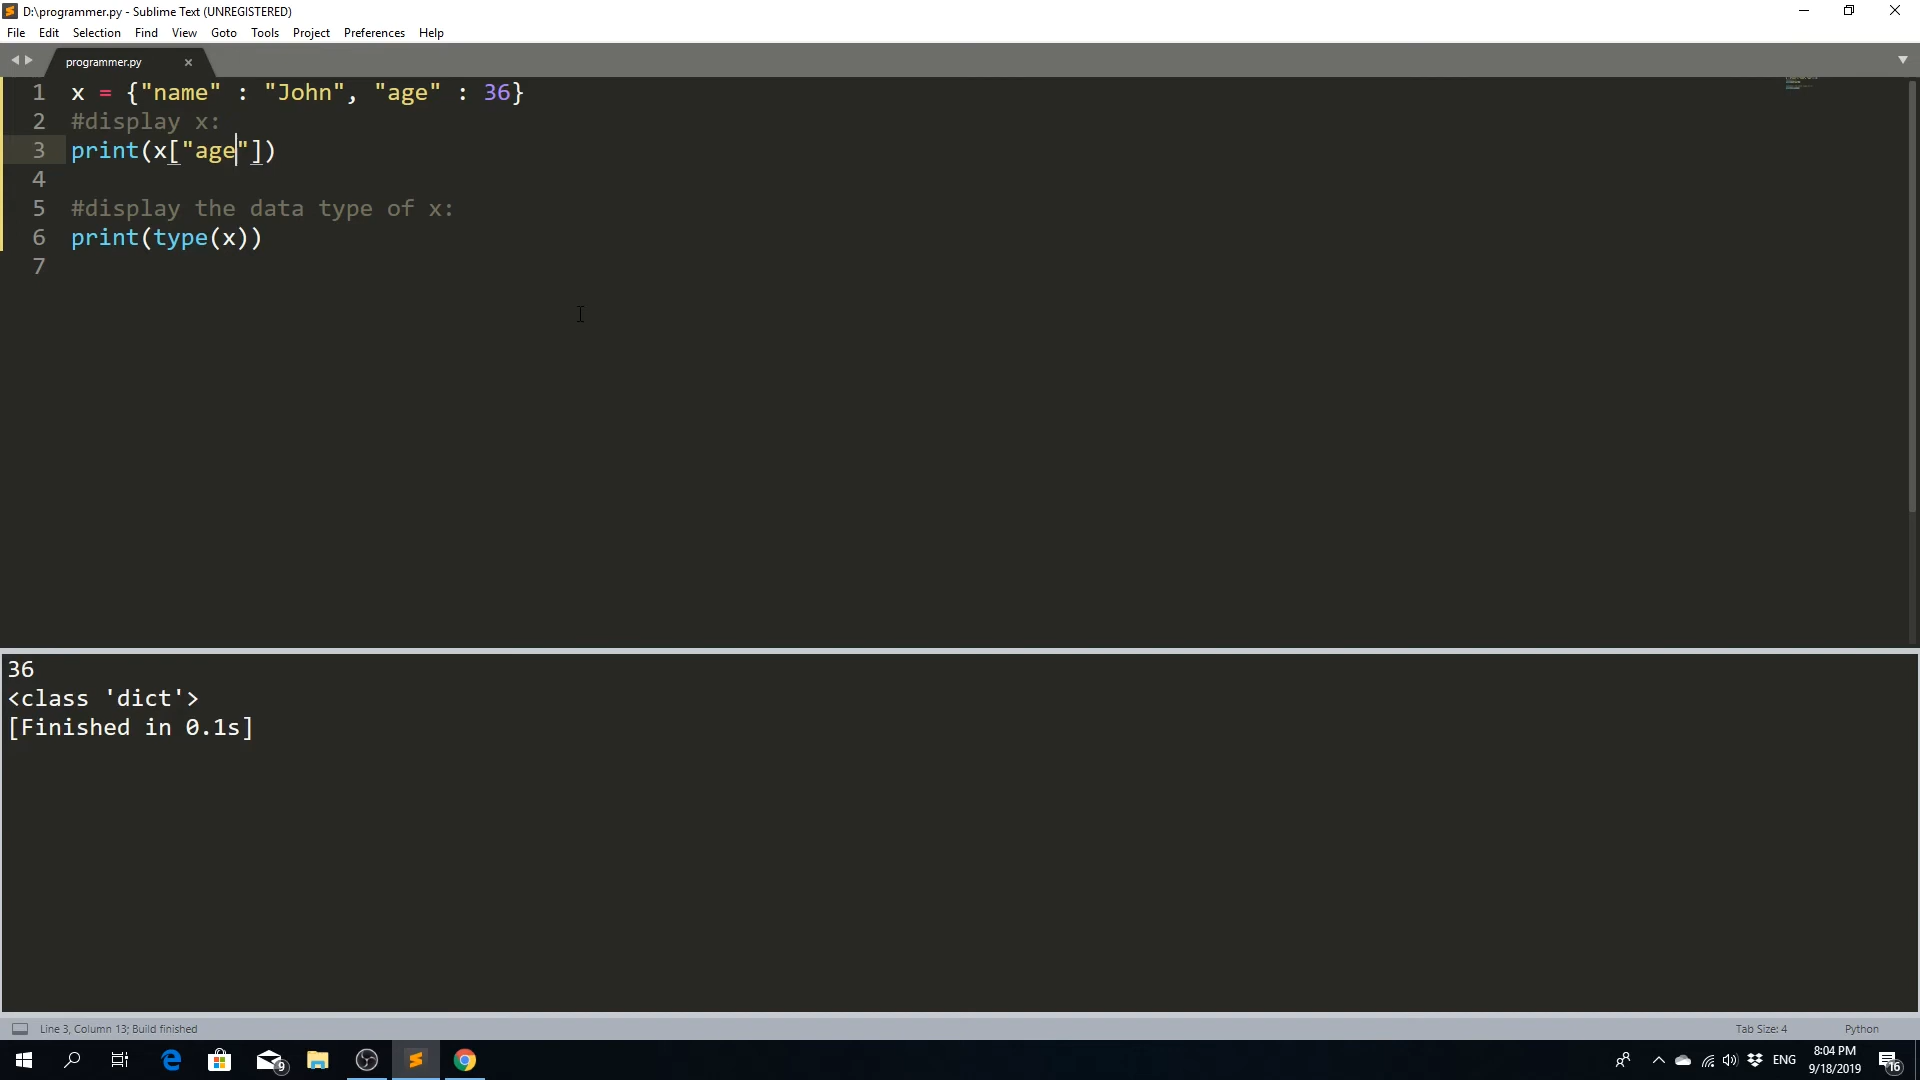 D:\programmer.py - Sublime Text (UNREGISTERED)
File Edit Selection Find View Goto Tools Project Preferences Help
programmer.py
1 x = {"name" : "John", "age" : 36}
2 #display x:
3 print(x["age"])
4
5 #display the data type of x:
6 print(type(x))
7
36
<class 'dict'>
[Finished in 0.1s]
Line 3, Column 13; Build finished Tab Size: 4 Python
9 ENG 8:04 PM 16
9/18/2019